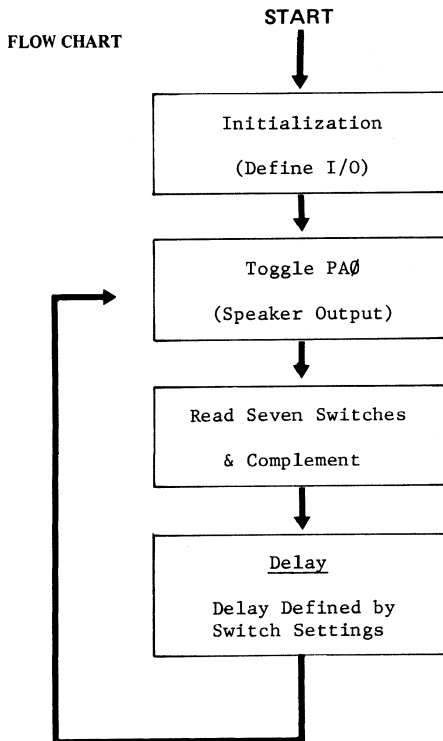 START
FLOW CHART
Initialization
(Define I/O)
Toggle PAØ
(Speaker Output)
Read Seven Switches
& Complement
Delay
Delay Defined by
Switch Settings